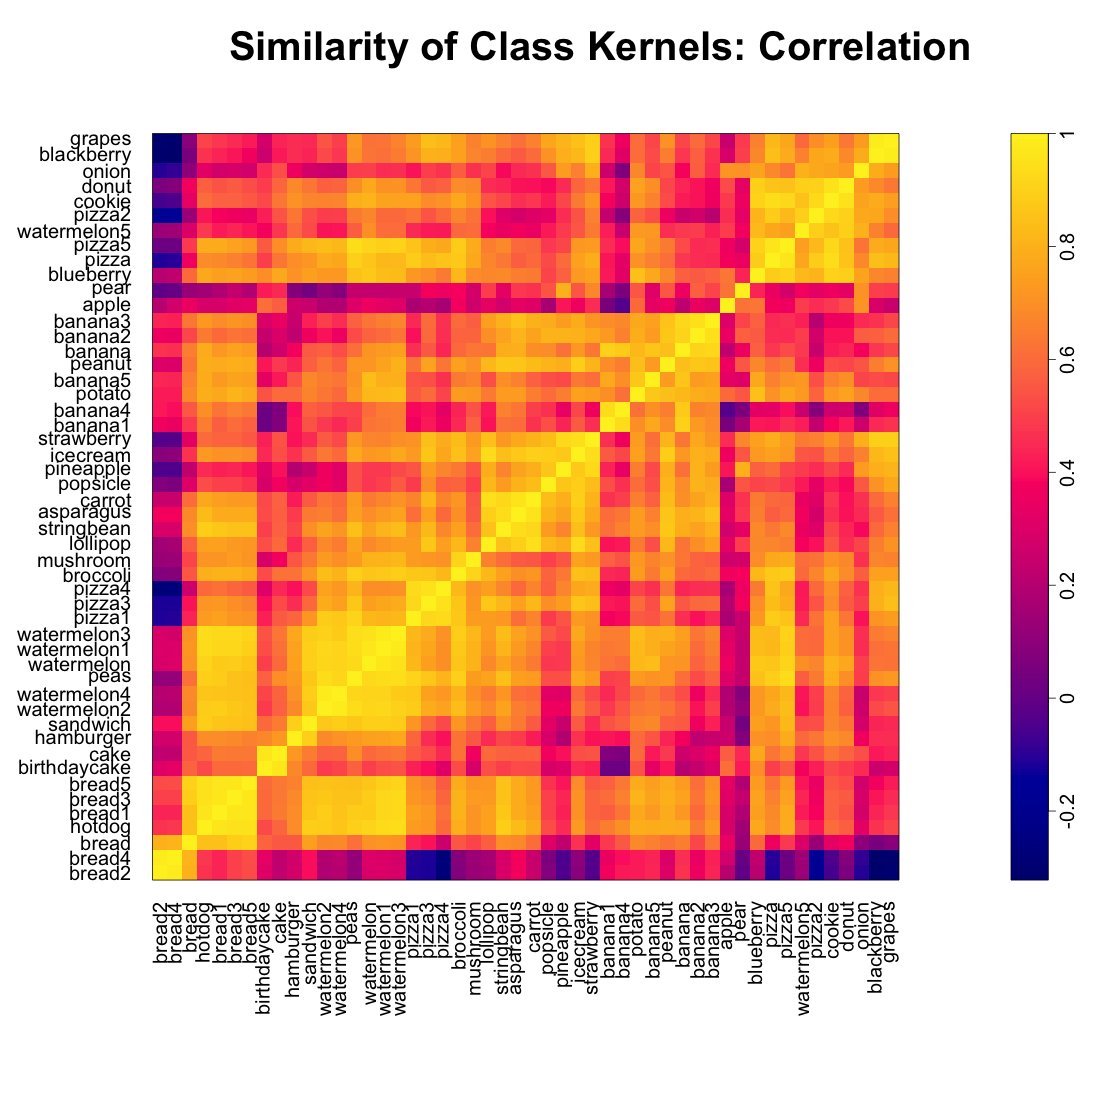 Similarity of Class Kernels: Correlation
grapes
blackberry
onion
donut
cookie
pizza2
watermelon5
pizza5
pizza
blueberry
pear
apple
banana3
banana2
banana
peanut
banana5
potato
banana4
banana1
strawberry
icecream
pineapple
popsicle
carrot
asparagus
stringbean
lollipop
mushroom
broccoli
pizza4
pizza3
pizza1
watermelon3
watermelon1
watermelon
peas
watermelon4
watermelon2
sandwich
hamburger
cake
birthdaycake
bread5
bread3
bread1
hotdog
bread
bread4
bread2
bread2
bread4
bread
hotdog
bread1
bread3
bread5
birthdaycake
cake
hamburger
sandwich
watermelon2
watermelon4
peas
watermelon
watermelon1
watermelon3
pizza1
pizza3
pizza4
broccoli
mushroom
lollipop
stringbean
asparagus
carrot
popsicle
pineapple
icecream
strawberry
banana1
banana4
potato
banana5
peanut
banana
banana2
banana3
apple
pear
blueberry
pizza
pizza5
watermelon5
pizza2
cookie
donut
onion
blackberry
grapes
1
0.8
0.6
0.4
0.2
0
-0.2